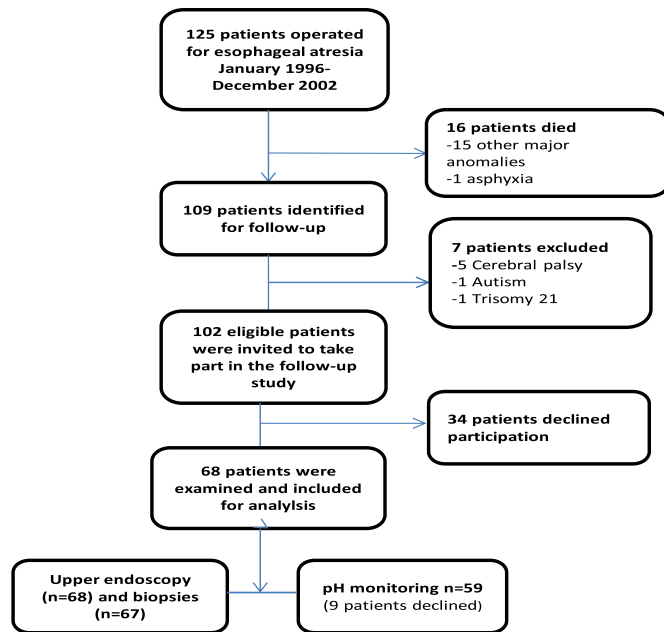 125 patients operated
for esophageal atresia
January 1996-
December 2002
16 patients died
-15 other major
anomalies
-1 asphyxia
109 patients identified
for follow-up
7 patients excluded
-5 Cerebral palsy
-1 Autism
-1 Trisomy 21
102 eligible patients
were invited to take
part in the follow-up
study
34 patients declined
participation
68 patients were
examined and included
for analylsis
Upper endoscopy
(n=68) and biopsies
(n=67)
pH monitoring n=59
(9 patients declined)